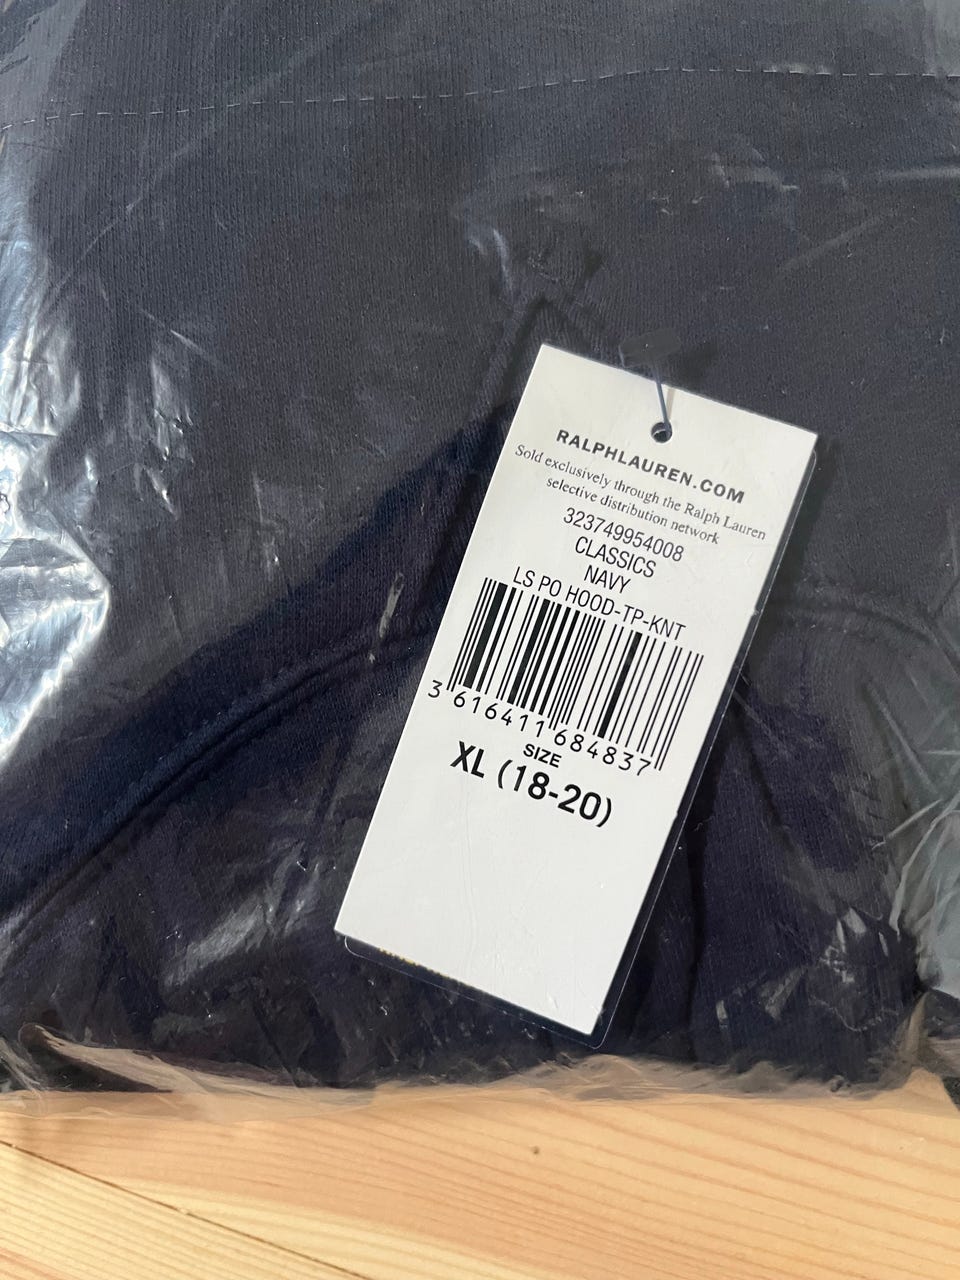 RALPHLAUREN.COM
Sold exclusively through the Ralph Lauren
selective distribution network
323749954008
CLASSICS
NAVY
LS PO HOOD-TP-KNT
3 616411 684837
SIZE
XL (18-20)